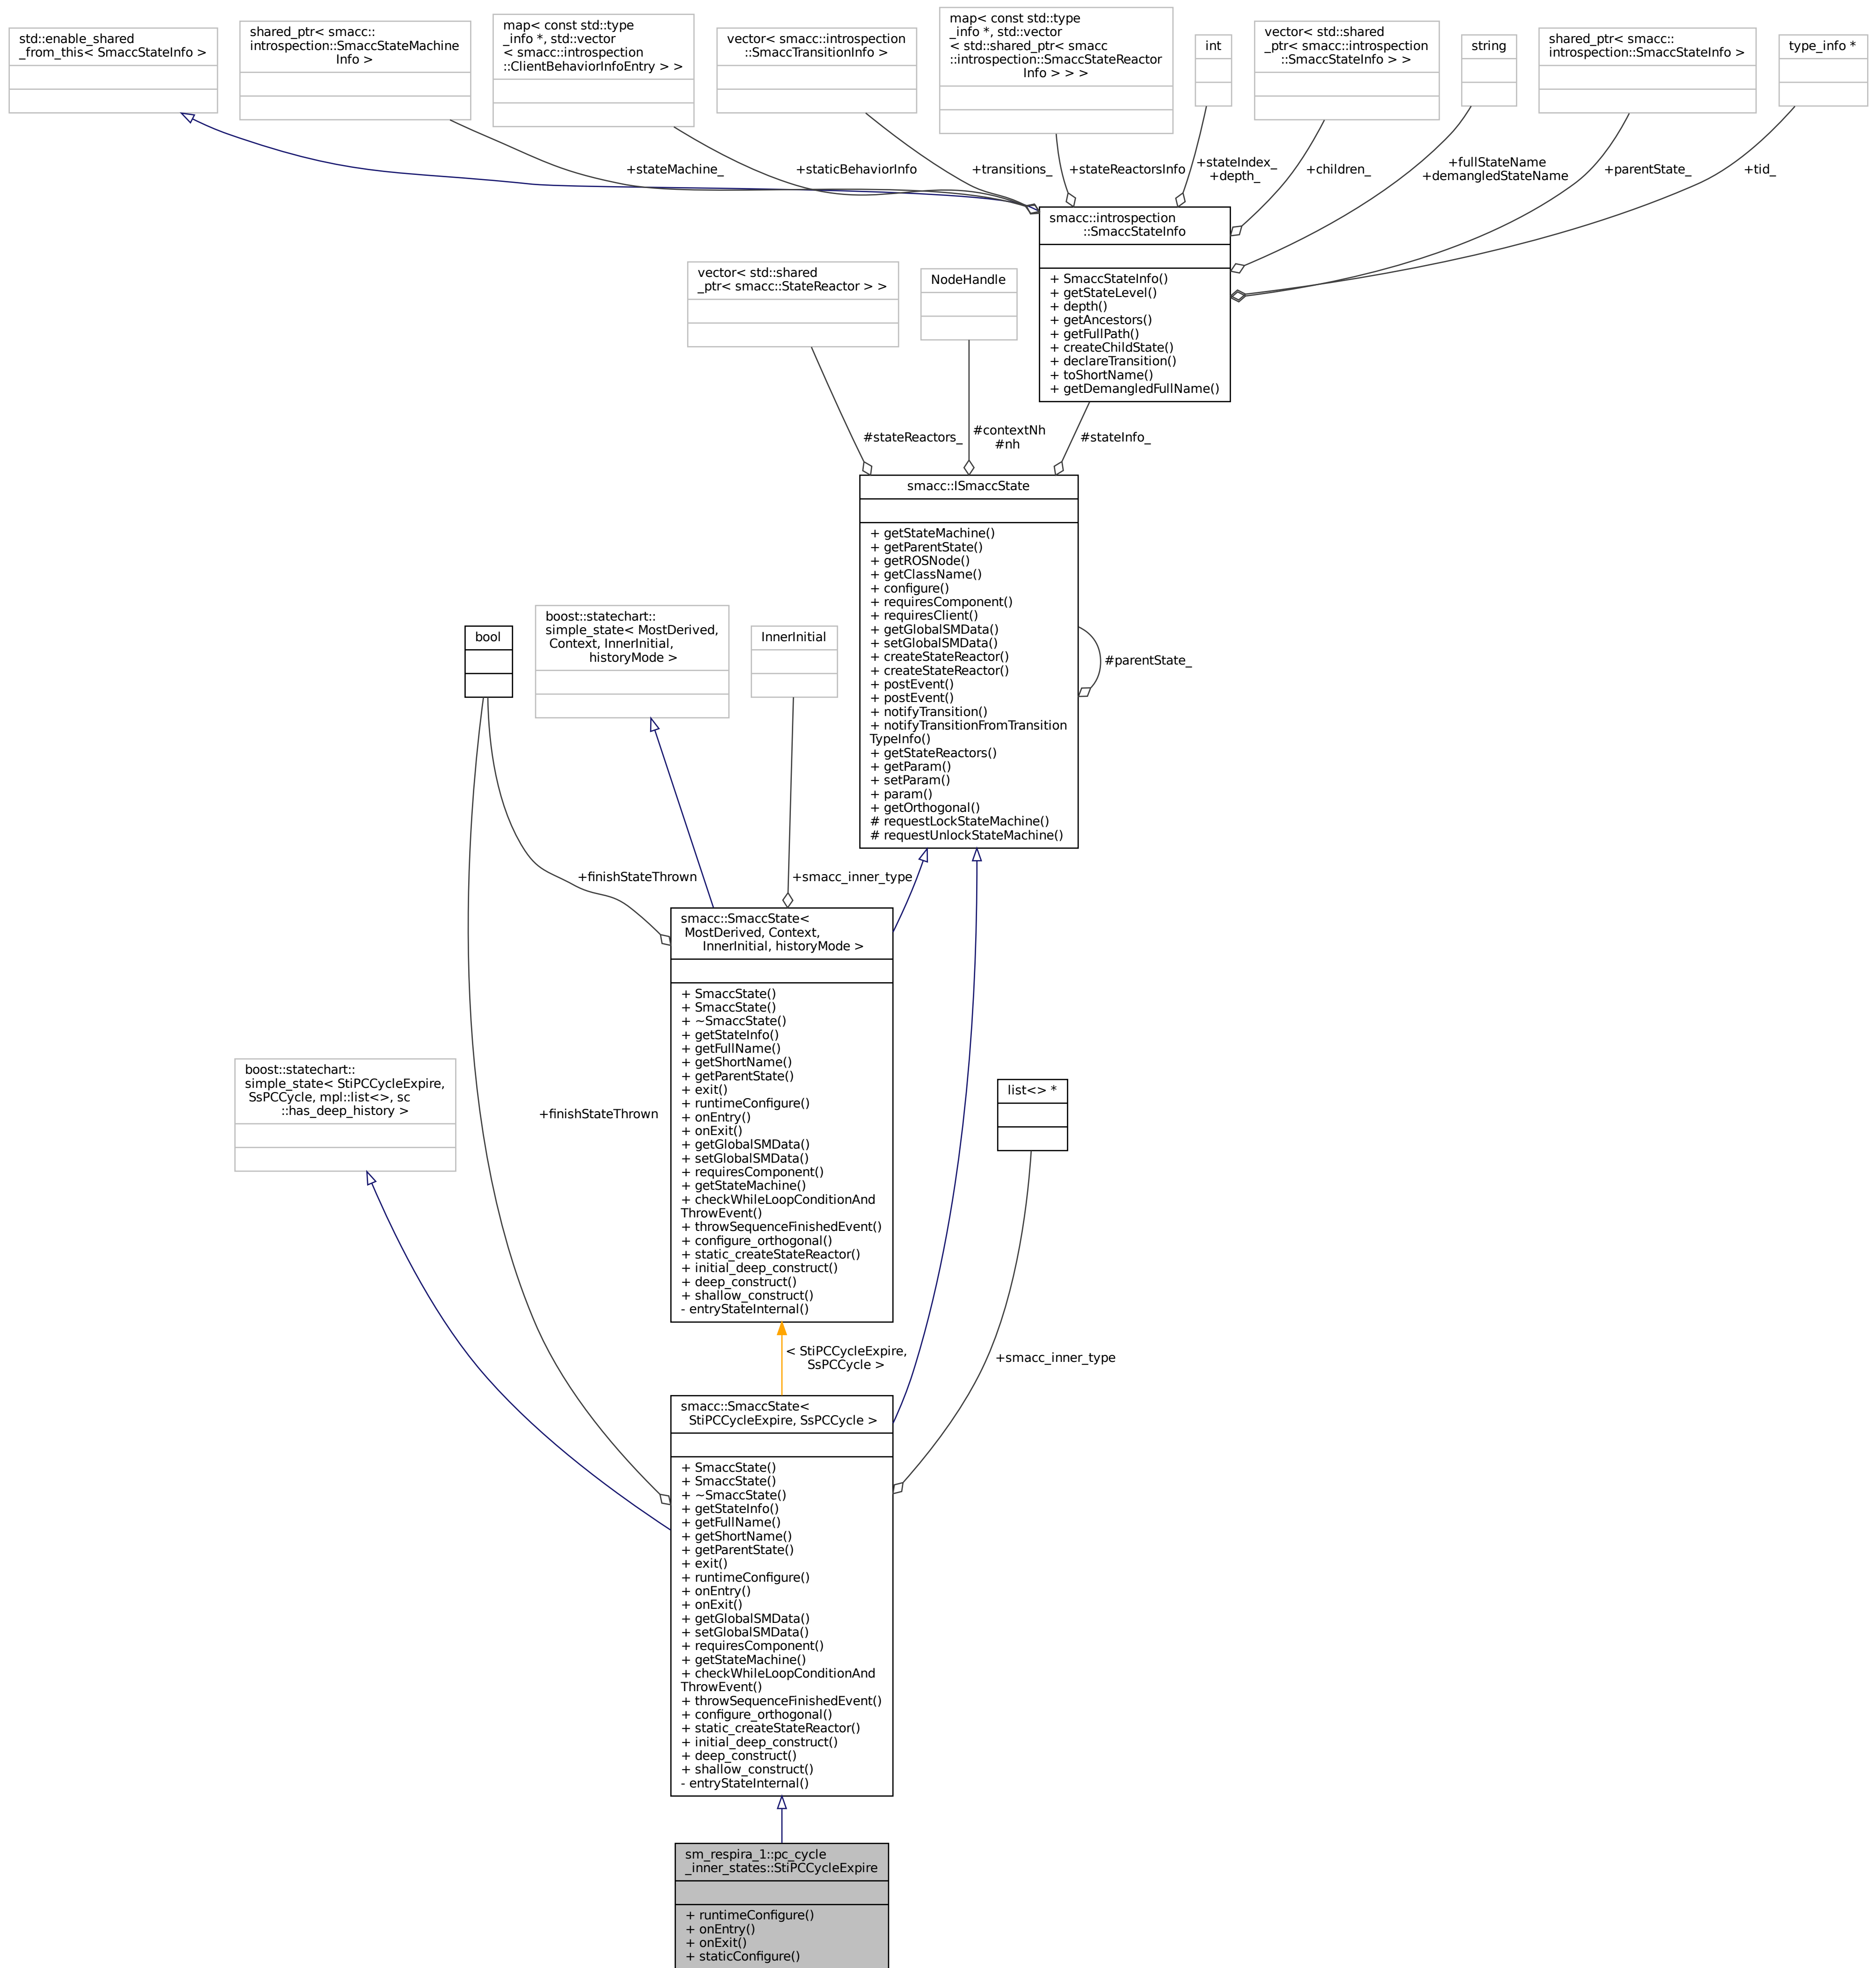 std::enable_shared
_from_this< SmaccStateInfo >
shared_ptr< smacc::
introspection::SmaccStateMachine
Info >
map< const std::type
_info *, std::vector
< smacc::introspection
::ClientBehaviorInfoEntry > >
vector< smacc::introspection
::SmaccTransitionInfo >
map< const std::type
_info *, std::vector
< std::shared_ptr< smacc
::introspection::SmaccStateReactor
Info > > >
int
vector< std::shared
_ptr< smacc::introspection
::SmaccStateInfo > >
string
shared_ptr< smacc::
introspection::SmaccStateInfo >
type_info *
+stateMachine_
+staticBehaviorInfo
+transitions_
+stateReactorsInfo
+stateIndex_
+depth_
+children_
+fullStateName
+demangledStateName
+parentState_
+tid_
smacc::introspection
::SmaccStateInfo
+ SmaccStateInfo()
+ getStateLevel()
+ depth()
+ getAncestors()
+ getFullPath()
+ createChildState()
+ declareTransition()
+ toShortName()
+ getDemangledFullName()
vector< std::shared
_ptr< smacc::StateReactor > >
NodeHandle
#stateReactors_
#contextNh
#nh
#stateInfo_
smacc::ISmaccState
+ getStateMachine()
+ getParentState()
+ getROSNode()
+ getClassName()
+ configure()
+ requiresComponent()
+ requiresClient()
+ getGlobalSMData()
+ setGlobalSMData()
+ createStateReactor()
+ createStateReactor()
+ postEvent()
+ postEvent()
+ notifyTransition()
+ notifyTransitionFromTransition
TypeInfo()
+ getStateReactors()
+ getParam()
+ setParam()
+ param()
+ getOrthogonal()
# requestLockStateMachine()
# requestUnlockStateMachine()
#parentState_
bool
boost::statechart::
simple_state< MostDerived,
Context, InnerInitial,
historyMode >
InnerInitial
+finishStateThrown
+smacc_inner_type
smacc::SmaccState<
MostDerived, Context,
InnerInitial, historyMode >
+ SmaccState()
+ SmaccState()
+ ~SmaccState()
+ getStateInfo()
+ getFullName()
+ getShortName()
+ getParentState()
+ exit()
+ runtimeConfigure()
+ onEntry()
+ onExit()
+ getGlobalSMData()
+ setGlobalSMData()
+ requiresComponent()
+ getStateMachine()
+ checkWhileLoopConditionAnd
ThrowEvent()
+ throwSequenceFinishedEvent()
+ configure_orthogonal()
+ static_createStateReactor()
+ initial_deep_construct()
+ deep_construct()
+ shallow_construct()
- entryStateInternal()
boost::statechart::
simple_state< StiPCCycleExpire,
SsPCCycle, mpl::list<>, sc
::has_deep_history >
+finishStateThrown
list<> *
< StiPCCycleExpire,
SsPCCycle >
+smacc_inner_type
smacc::SmaccState<
StiPCCycleExpire, SsPCCycle >
+ SmaccState()
+ SmaccState()
+ ~SmaccState()
+ getStateInfo()
+ getFullName()
+ getShortName()
+ getParentState()
+ exit()
+ runtimeConfigure()
+ onEntry()
+ onExit()
+ getGlobalSMData()
+ setGlobalSMData()
+ requiresComponent()
+ getStateMachine()
+ checkWhileLoopConditionAnd
ThrowEvent()
+ throwSequenceFinishedEvent()
+ configure_orthogonal()
+ static_createStateReactor()
+ initial_deep_construct()
+ deep_construct()
+ shallow_construct()
- entryStateInternal()
sm_respira_1::pc_cycle
_inner_states::StiPCCycleExpire
+ runtimeConfigure()
+ onEntry()
+ onExit()
+ staticConfigure()